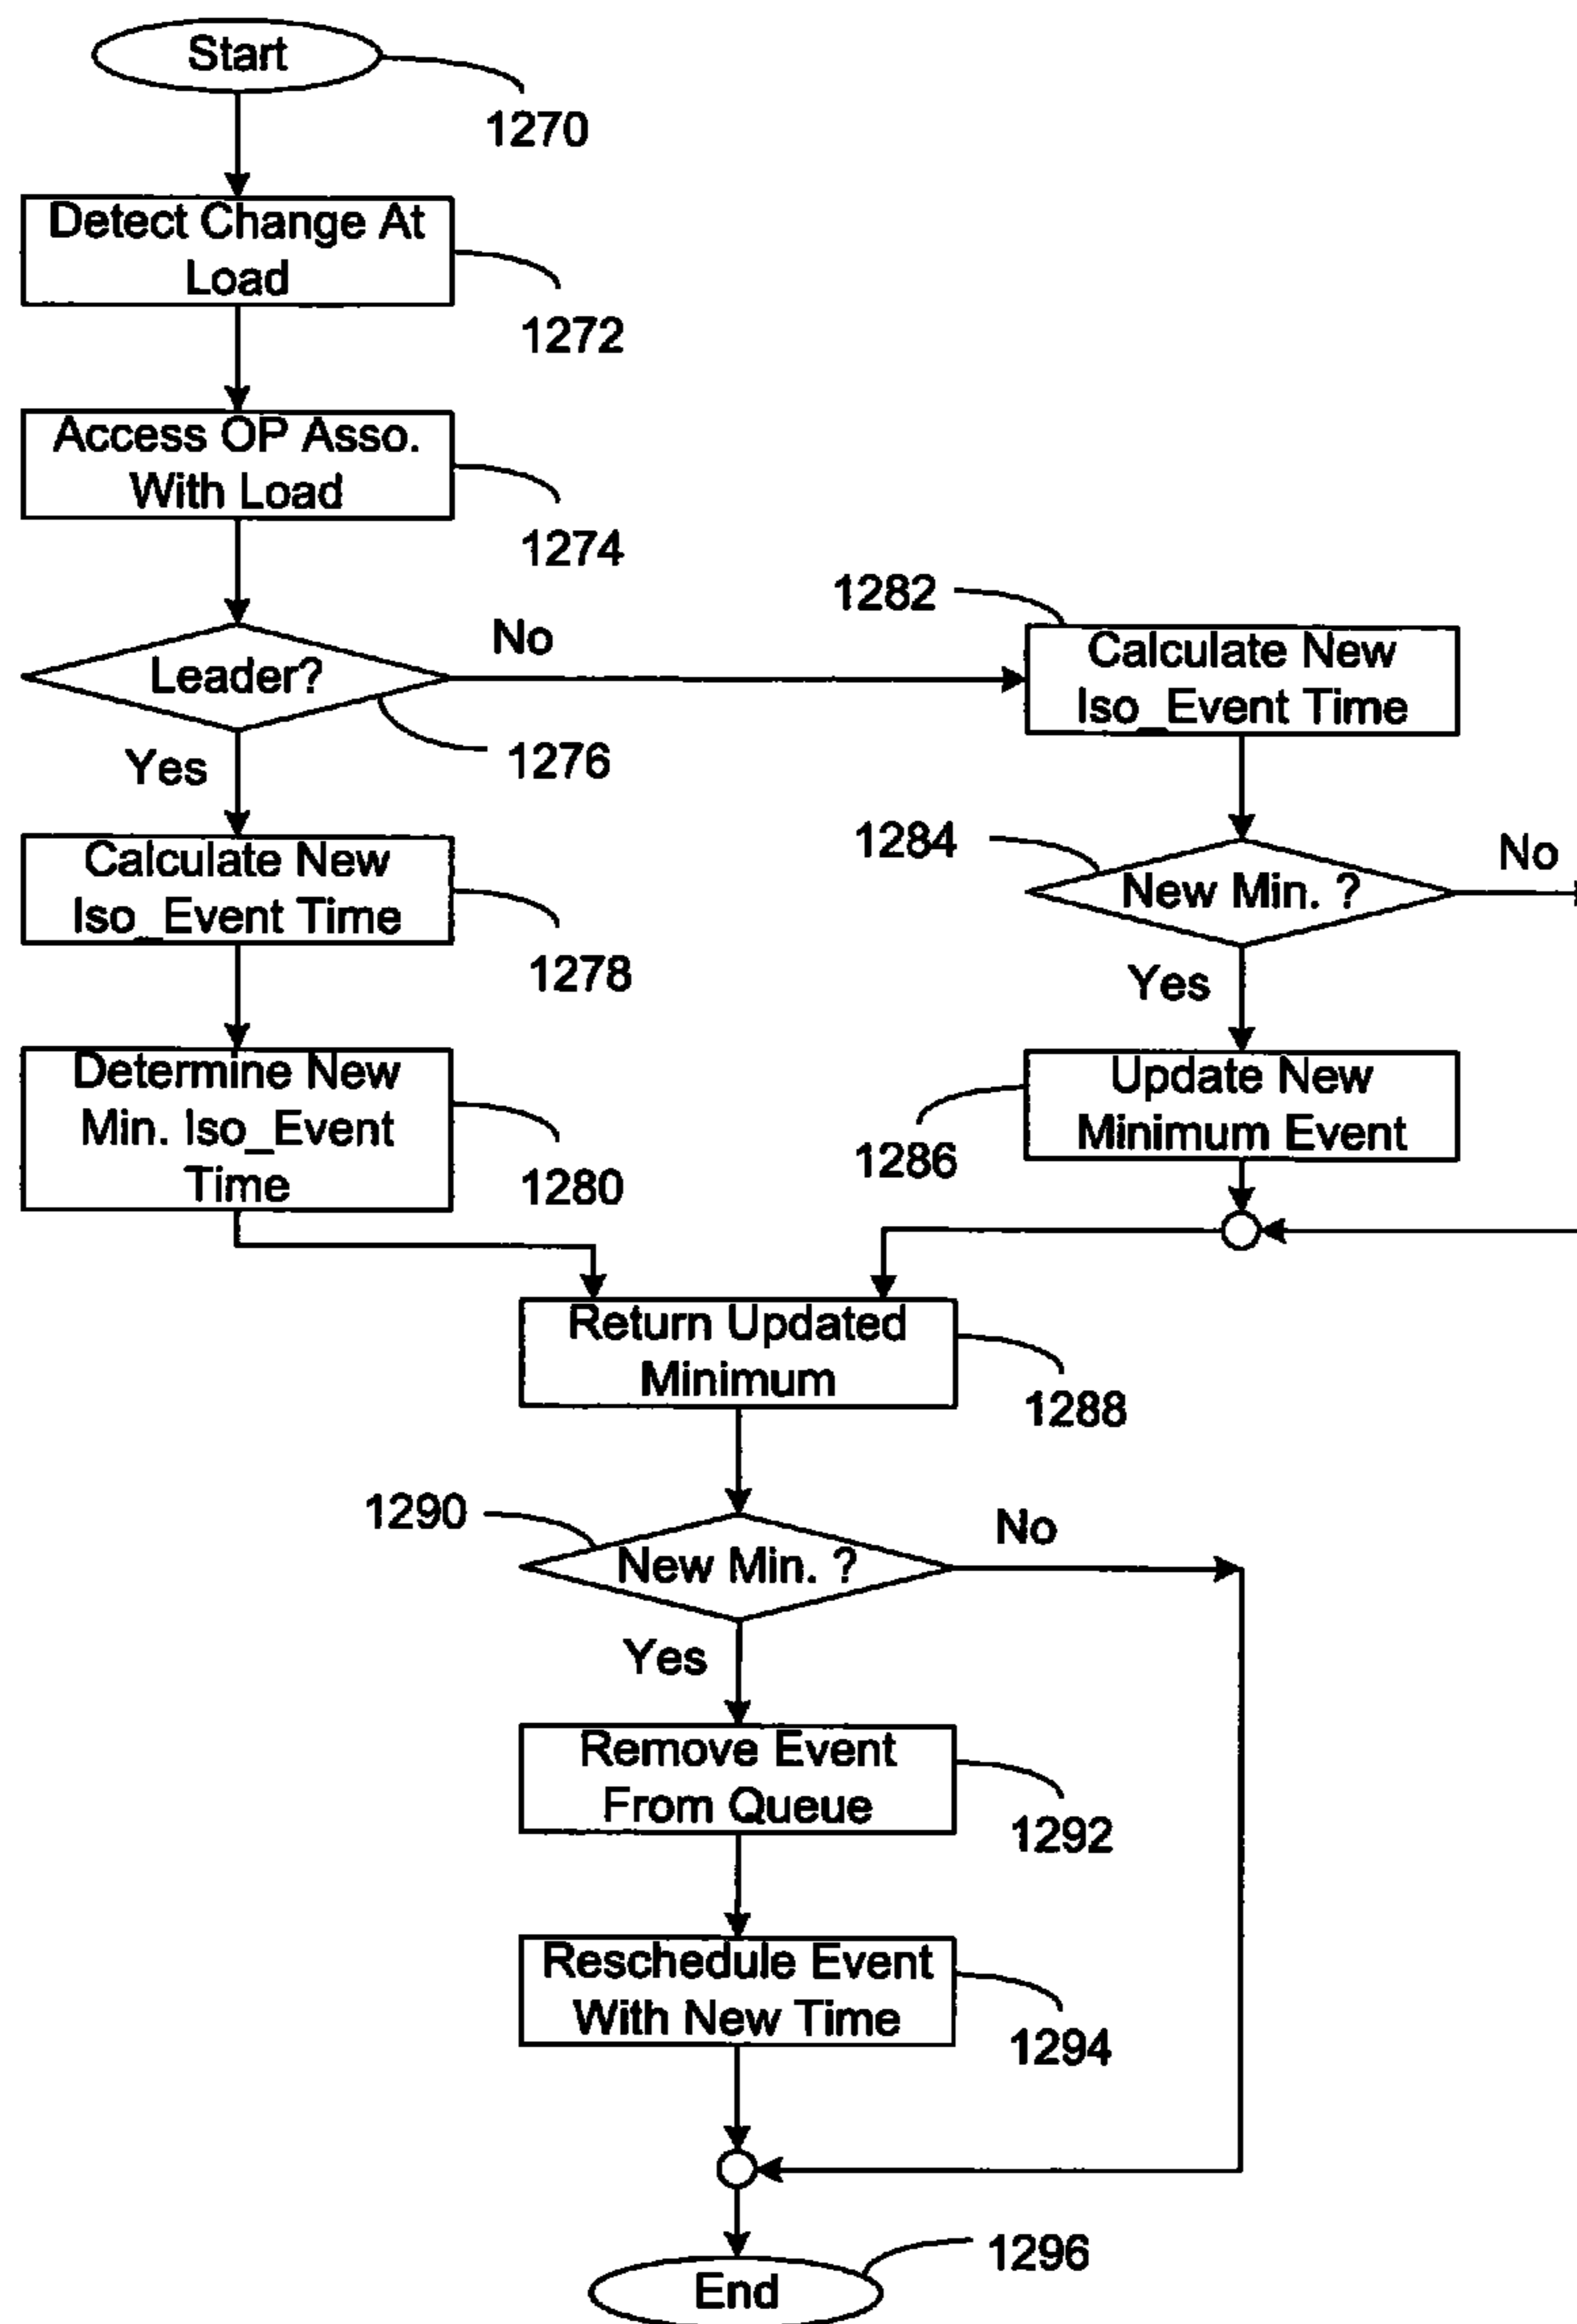 Start
1270
Detect Change At
Load
1272
Access OP Asso.
With Load
1274
Leader?
No
1276
Yes
1282
Calculate New
Iso_Event Time
Calculate New
Iso_Event Time
1278
1284
New Min. ?
No
Yes
Determine New
Min. Iso_Event
Time
1280
Update New
Minimum Event
1286
Return Updated
Minimum
1288
1290
New Min. ?
No
Yes
Remove Event
From Queue
1292
Reschedule Event
With New Time
1294
1296
End